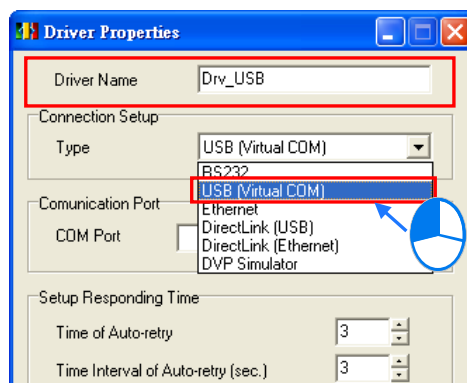 Driver Properties
Driver Name Drv_USB
Connection Setup
Type USB (Virtual COM)
RS232
USB (Virtual COM)
Ethernet
DirectLink (USB)
DirectLink (Ethernet)
DVP Simulator
Comunication Port
COM Port
Setup Responding Time
Time of Auto-retry 3
Time Interval of Auto-retry (sec.) 3